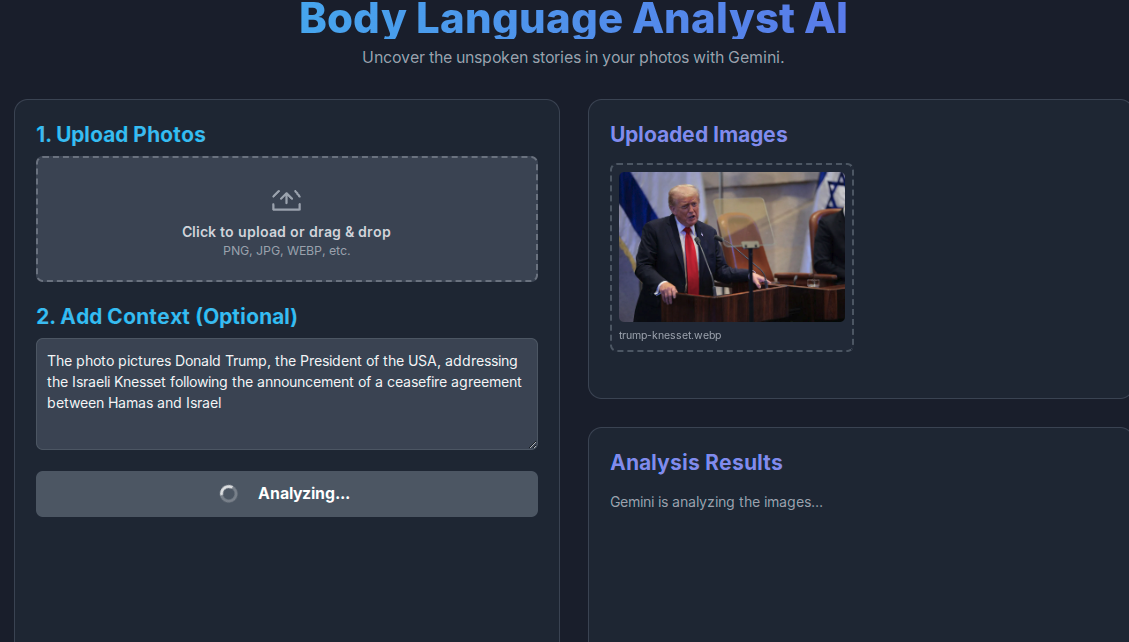 Body Language Analyst AI
Uncover the unspoken stories in your photos with Gemini.
1. Upload Photos
Click to upload or drag & drop
PNG, JPG, WEBP, etc.
2. Add Context (Optional)
The photo pictures Donald Trump, the President of the USA, addressing
the Israeli Knesset following the announcement of a ceasefire agreement
between Hamas and Israel
Analyzing...
Uploaded Images
trump-knesset.webp
Analysis Results
Gemini is analyzing the images...